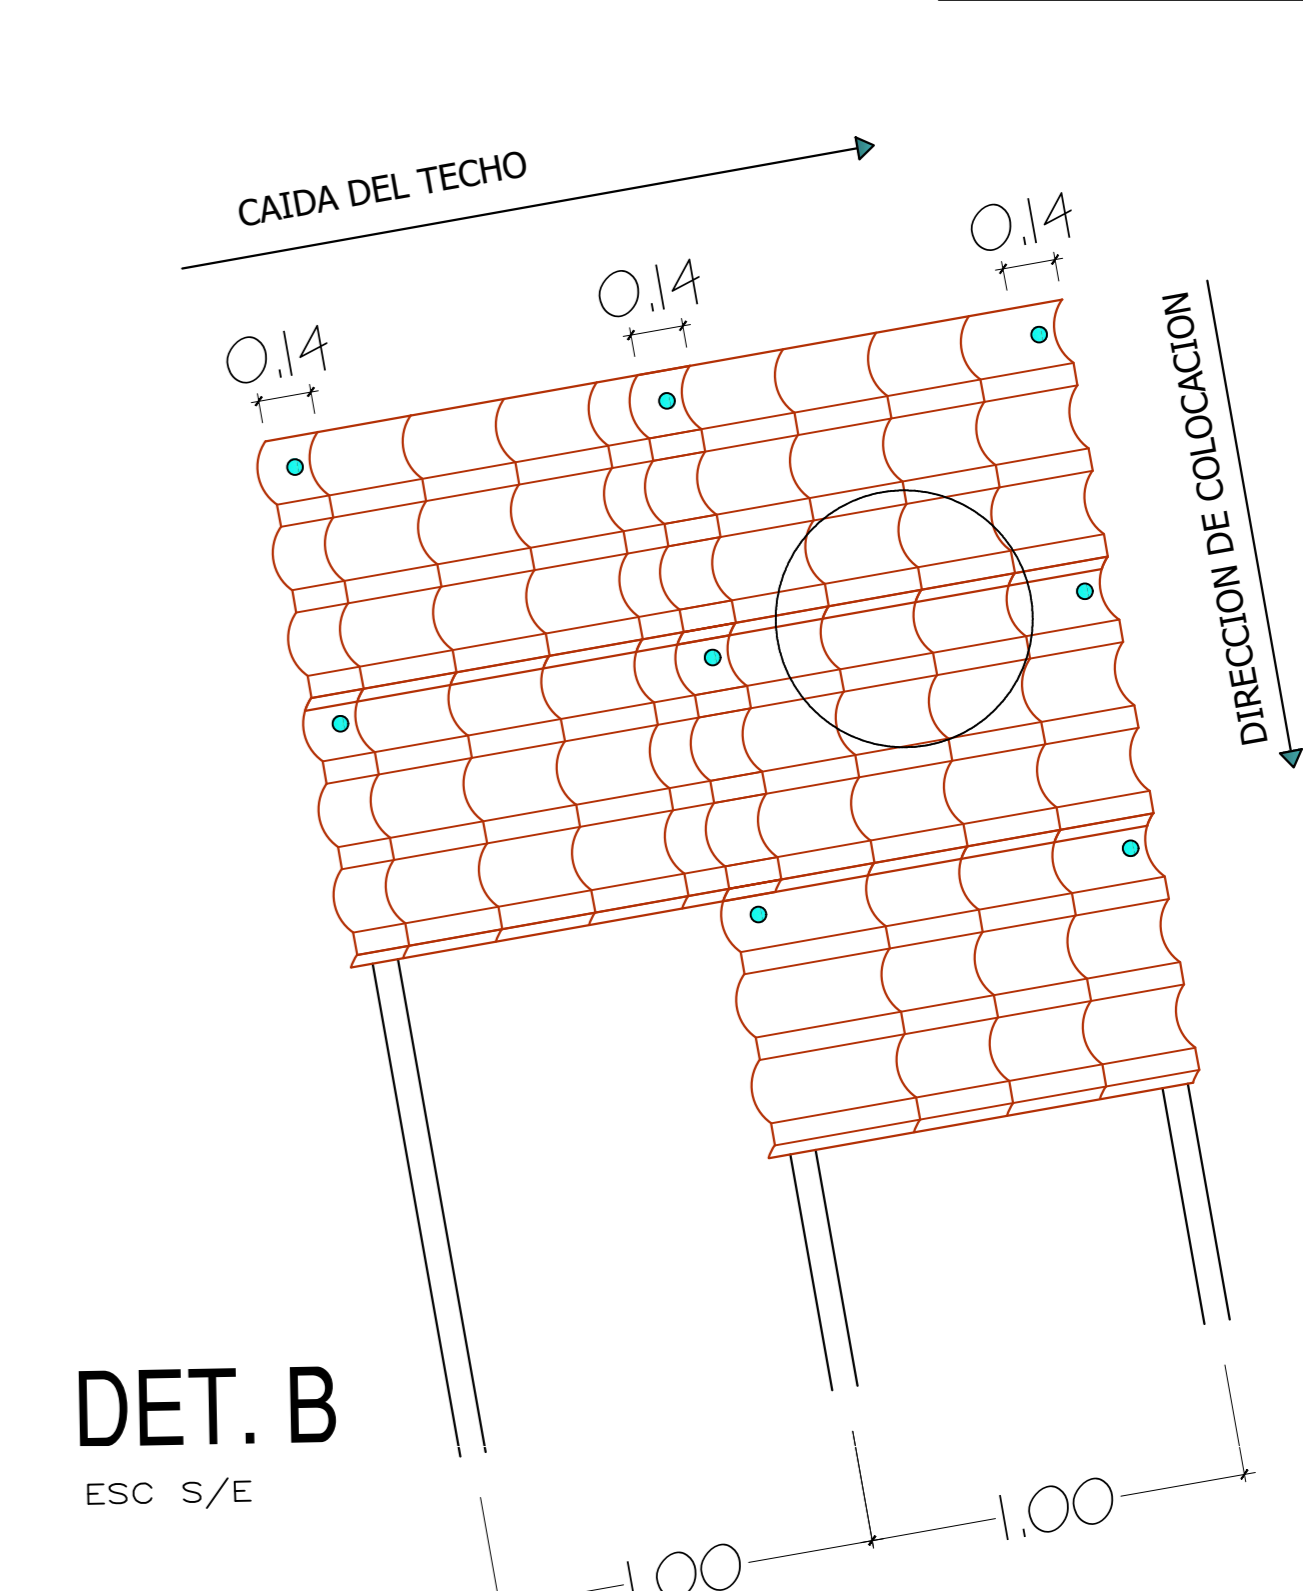 CAIDA DEL TECHO
0.14
0.14
0.14
DIRECCION DE COLOCACION
DET. B
ESC S/E
1.00
1.00